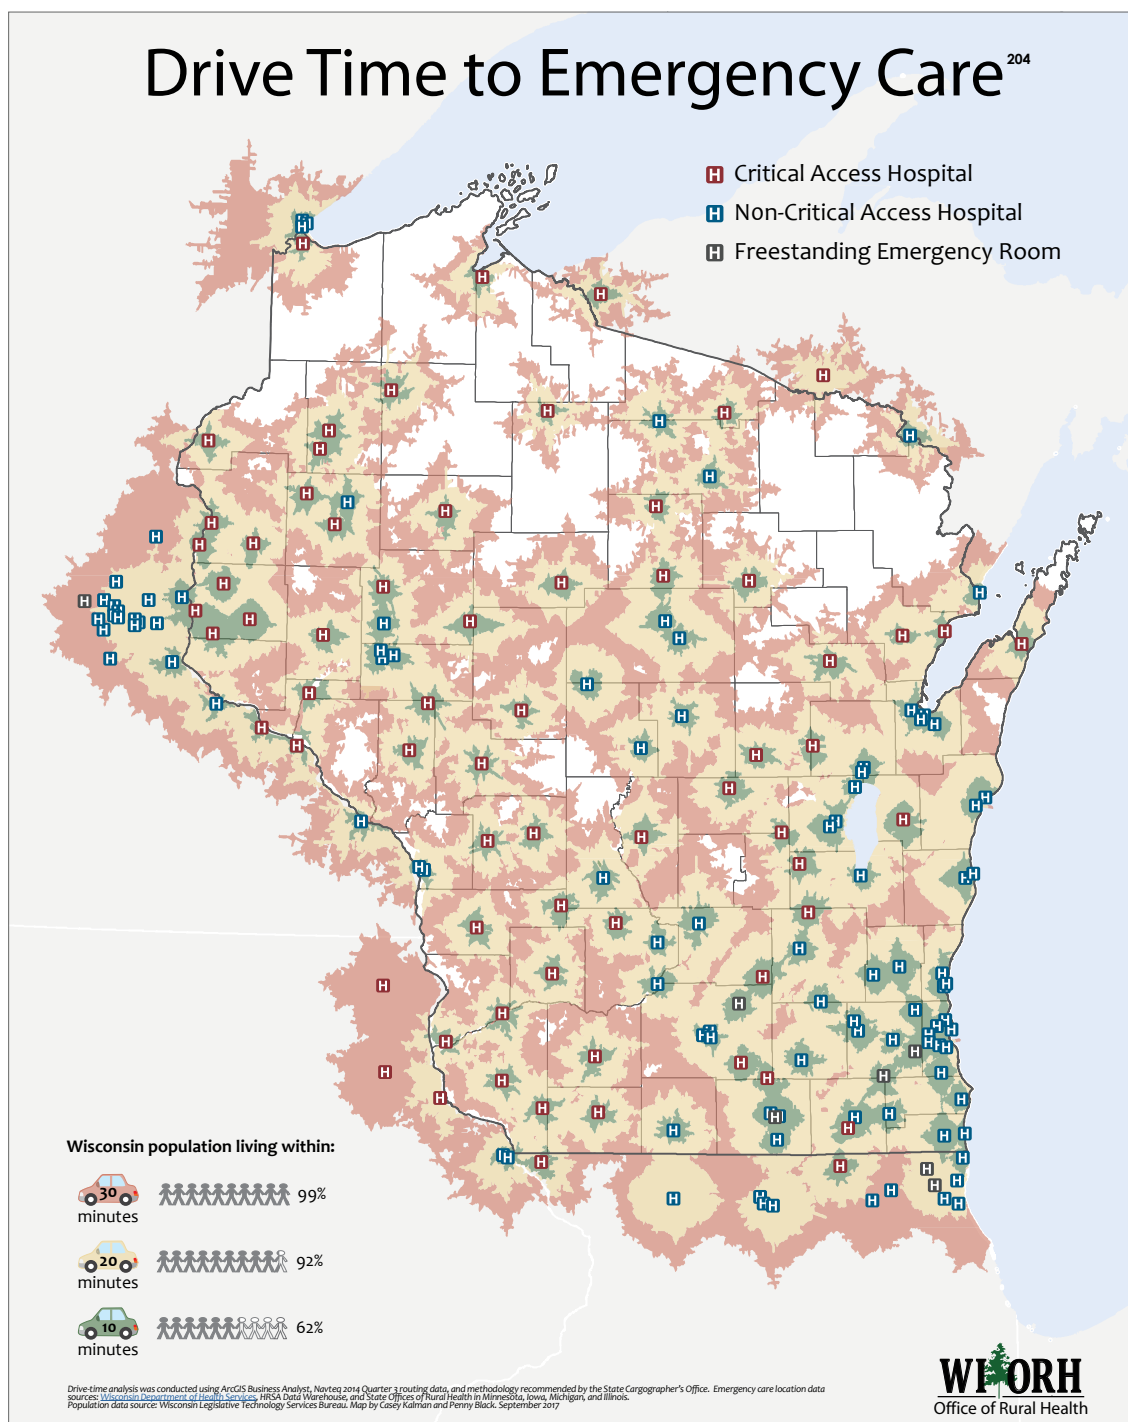 Drive Time to Emergency Care204
H Critical Access Hospital
H Non-Critical Access Hospital
H Freestanding Emergency Room
Wisconsin population living within:
30
99%
minutes
20
92%
minutes
10
62%
minutes
Drive-time analysis was conducted using ArcGIS Business Analyst, Navteq 2014 Quarter 3 routing data, and methodology recommended by the State Cargographer's Office. Emergency care location data
sources: Wisconsin Department of Health Services, HRSA Data Warehouse, and State Offices of Rural Health in Minnesota, Iowa, Michigan, and Illinois.
Population data source: Wisconsin Legislative Technology Services Bureau. Map by Casey Kalman and Penny Black. September 2017
WI ORH
Office of Rural Health